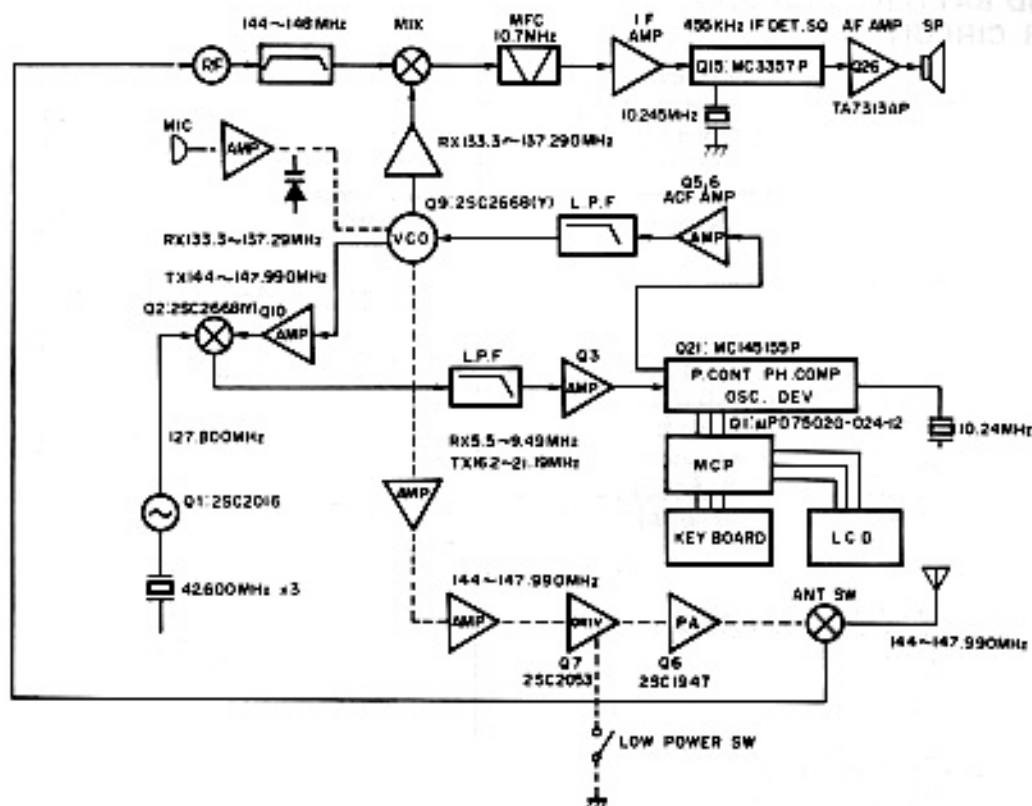 144~148MHz
MIX
MFC
10.7MHz
I F
AMP
455KHz IF DET. SQ
AF AMP
SP
RF
Q15:MC3357P
Q26
TA7313AP
10.245MHz
MIC
AMP
RX133.3~137.290MHz
Q9:2SC2668(Y)
L.P.F
Q5,6
ACF AMP
AMP
VCO
RX133.3~137.29MHz
TX144~147.990MHz
Q2:2SC2668(Y)
Q10
AMP
L.P.F
Q3
AMP
Q21:MC145155P
P.CONT PH.COMP
OSC. DEV
127.800MHz
RX5.5~9.49MHz
TX16.2~21.19MHz
Q1:μPD7502G-024-12
10.24MHz
MCP
AMP
Q1:2SC2016
KEY BOARD
LCD
42.600MHz x3
144~147.990MHz
ANT SW
AMP
DRIV
PA
144~147.990MHz
Q7
2SC2053
Q6
2SC1947
LOW POWER SW